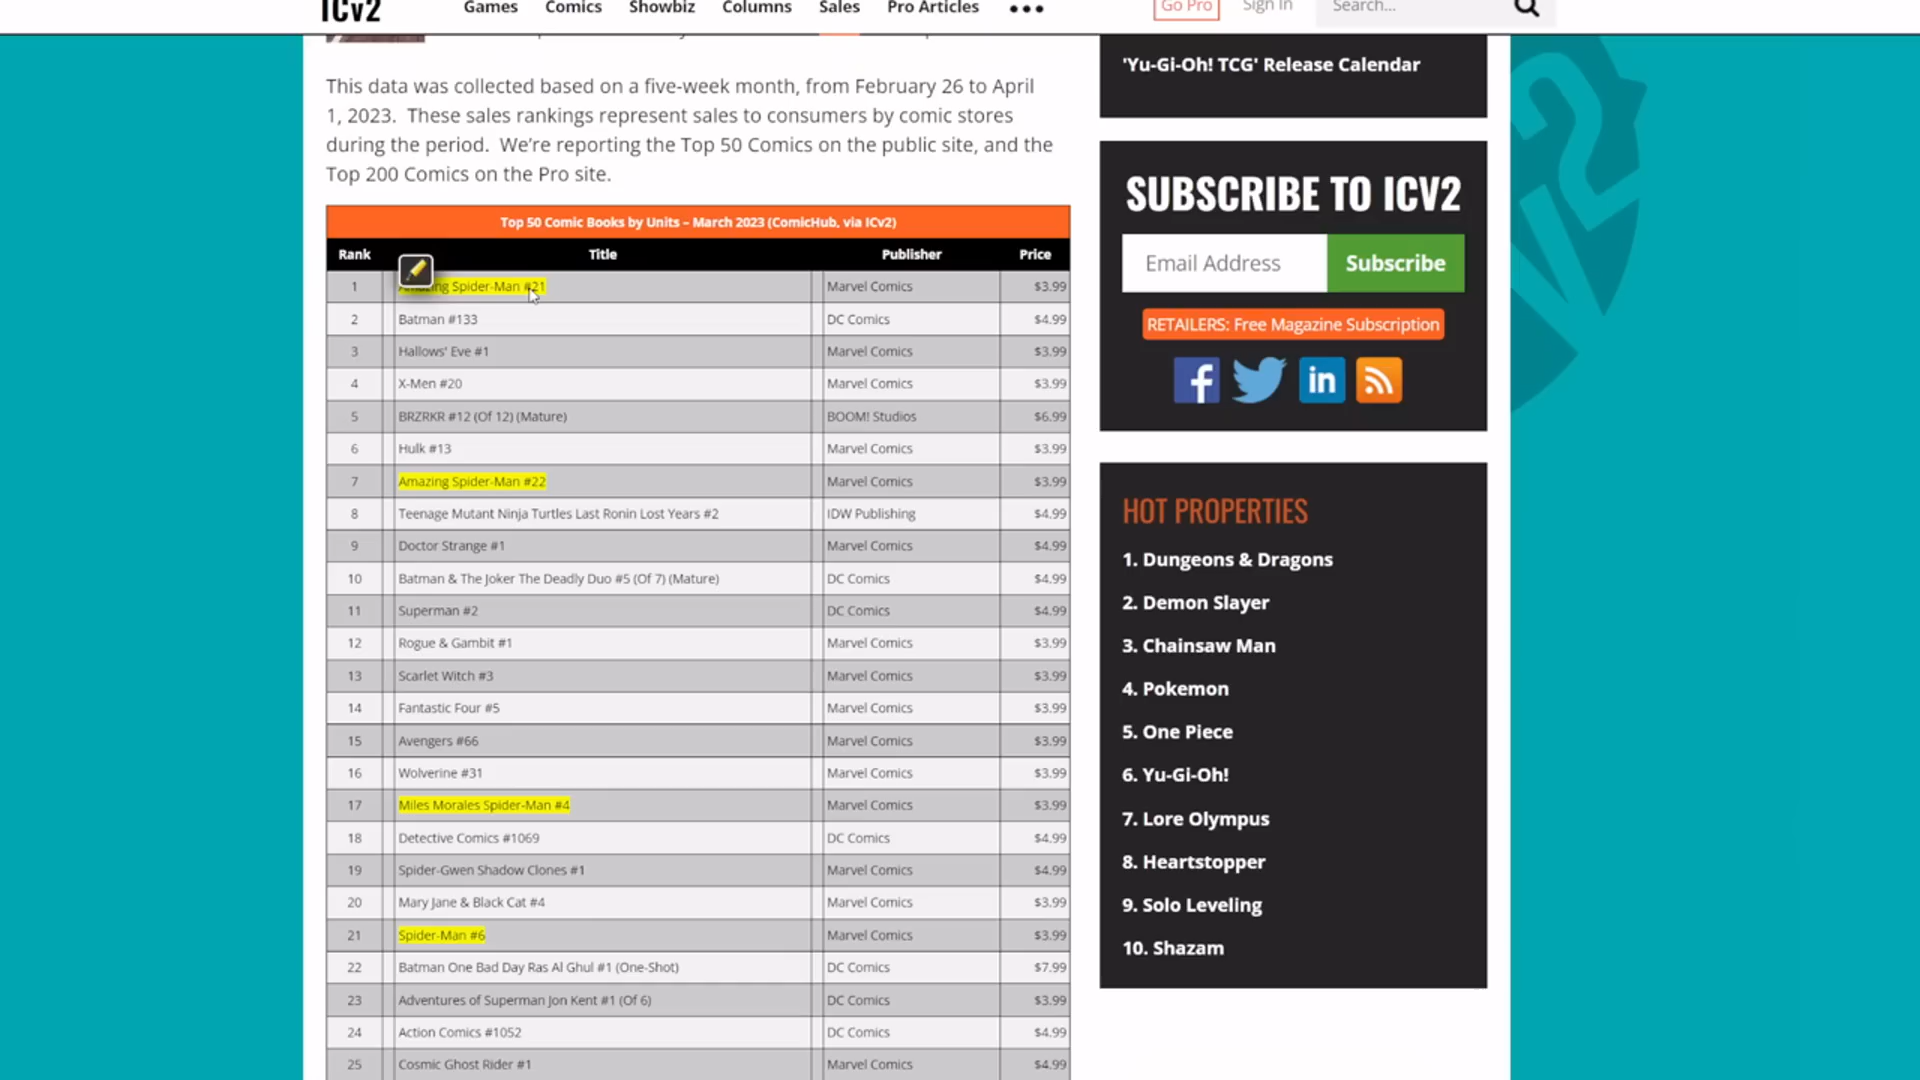 ICv2
Games Comics Showbiz Columns Sales Pro Articles •••
Go Pro Sign In Search...
This data was collected based on a five-week month, from February 26 to April
1, 2023. These sales rankings represent sales to consumers by comic stores
during the period. We're reporting the Top 50 Comics on the public site, and the
Top 200 Comics on the Pro site.
Top 50 Comic Books by Units – March 2023 (ComicHub, via ICv2)
Rank Title Publisher Price
1 Amazing Spider-Man #21 Marvel Comics $3.99
2 Batman #133 DC Comics $4.99
3 Hallows' Eve #1 Marvel Comics $3.99
4 X-Men #20 Marvel Comics $3.99
5 BRZRKR #12 (Of 12) (Mature) BOOM! Studios $6.99
6 Hulk #13 Marvel Comics $3.99
7 Amazing Spider-Man #22 Marvel Comics $3.99
8 Teenage Mutant Ninja Turtles Last Ronin Lost Years #2 IDW Publishing $4.99
9 Doctor Strange #1 Marvel Comics $4.99
10 Batman & The Joker The Deadly Duo #5 (Of 7) (Mature) DC Comics $4.99
11 Superman #2 DC Comics $4.99
12 Rogue & Gambit #1 Marvel Comics $3.99
13 Scarlet Witch #3 Marvel Comics $3.99
14 Fantastic Four #5 Marvel Comics $3.99
15 Avengers #66 Marvel Comics $3.99
16 Wolverine #31 Marvel Comics $3.99
17 Miles Morales Spider-Man #4 Marvel Comics $3.99
18 Detective Comics #1069 DC Comics $4.99
19 Spider-Gwen Shadow Clones #1 Marvel Comics $4.99
20 Mary Jane & Black Cat #4 Marvel Comics $3.99
21 Spider-Man #6 Marvel Comics $3.99
22 Batman One Bad Day Ras Al Ghul #1 (One-Shot) DC Comics $7.99
23 Adventures of Superman Jon Kent #1 (Of 6) DC Comics $3.99
24 Action Comics #1052 DC Comics $4.99
25 Cosmic Ghost Rider #1 Marvel Comics $4.99
'Yu-Gi-Oh! TCG' Release Calendar
SUBSCRIBE TO ICV2
Email Address Subscribe
RETAILERS: Free Magazine Subscription
HOT PROPERTIES
1. Dungeons & Dragons
2. Demon Slayer
3. Chainsaw Man
4. Pokemon
5. One Piece
6. Yu-Gi-Oh!
7. Lore Olympus
8. Heartstopper
9. Solo Leveling
10. Shazam